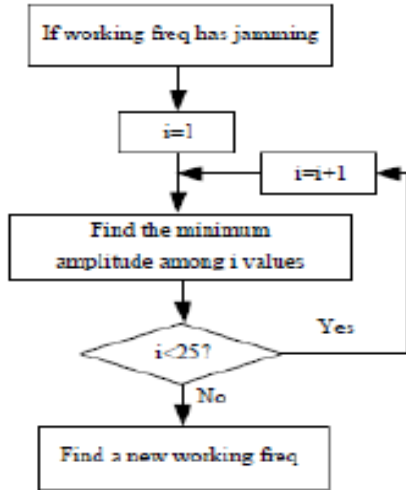 If working freq has jamming
i=1
i=i+1
Find the minimum
amplitude among i values
Yes
i<25?
No
Find a new working freq